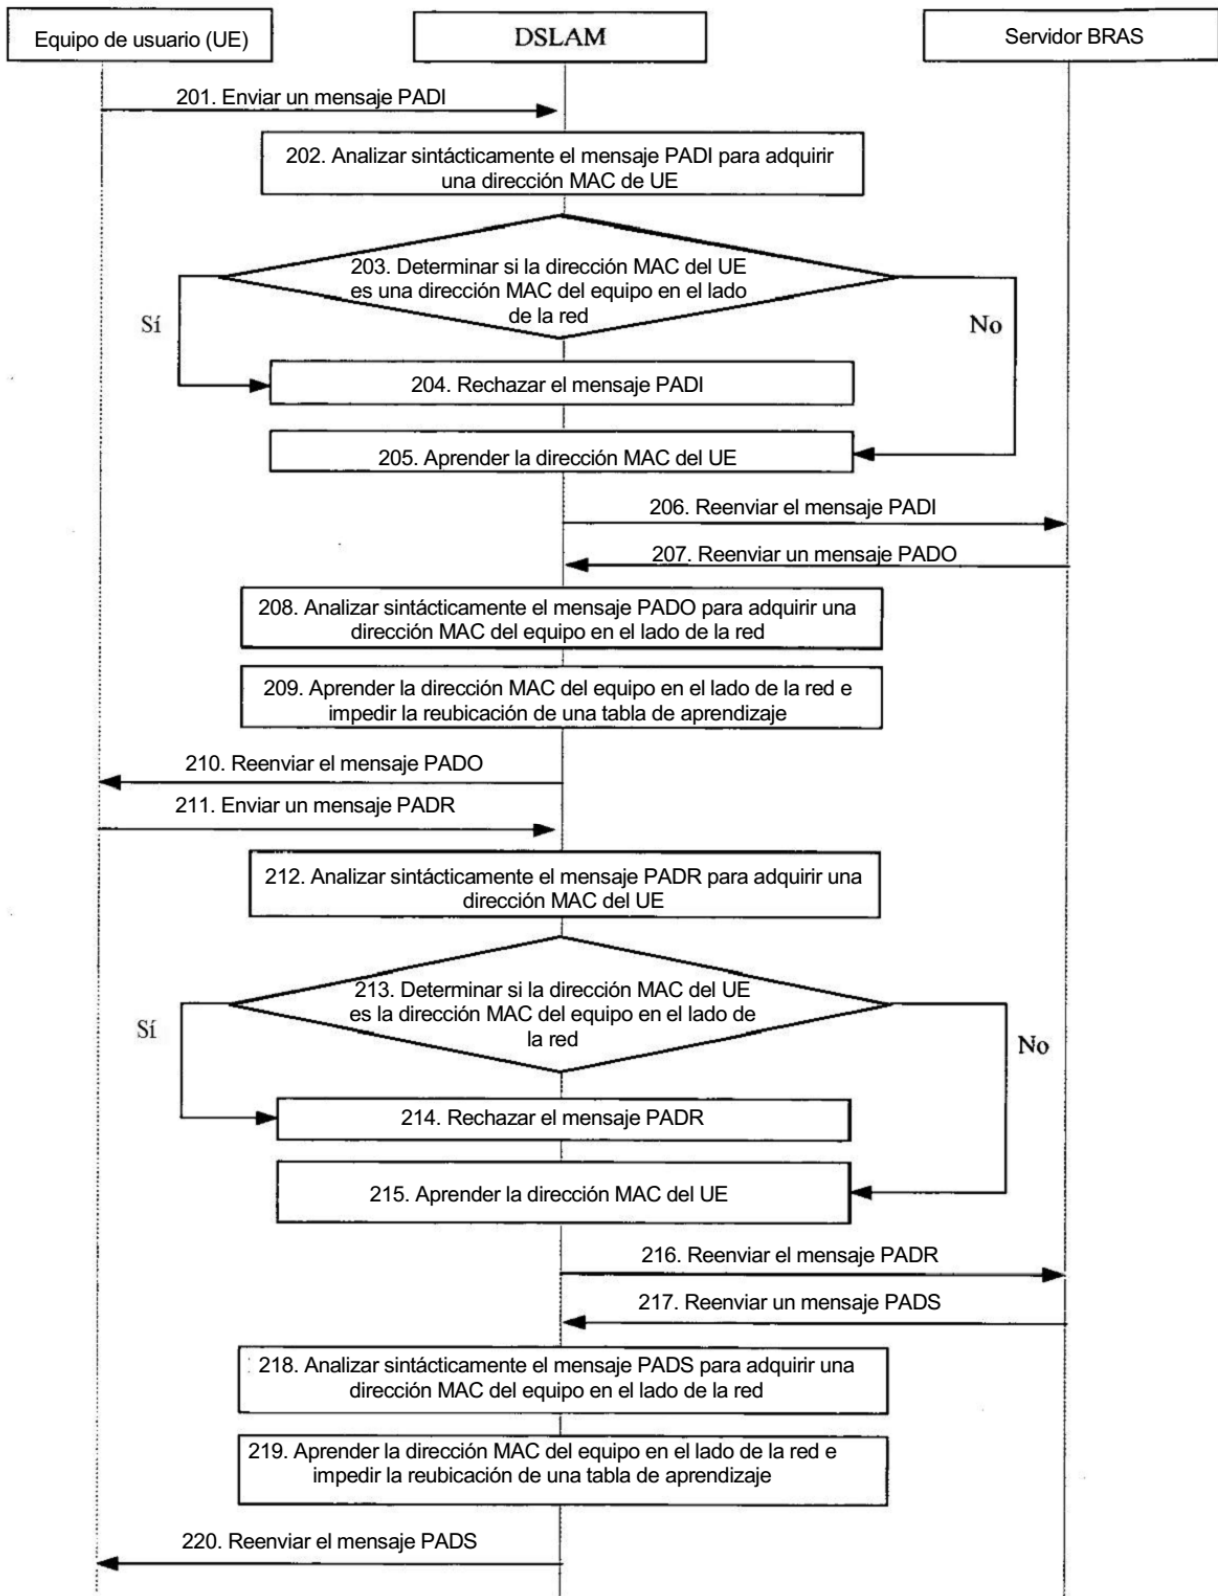 Equipo de usuario (UE)
DSLAM
Servidor BRAS
201. Enviar un mensaje PADI
202. Analizar sintácticamente el mensaje PADI para adquirir
una dirección MAC de UE
203. Determinar si la dirección MAC del UE
es una dirección MAC del equipo en el lado
de la red
Sí
No
204. Rechazar el mensaje PADI
205. Aprender la dirección MAC del UE
206. Reenviar el mensaje PADI
207. Reenviar un mensaje PADO
208. Analizar sintácticamente el mensaje PADO para adquirir una
dirección MAC del equipo en el lado de la red
209. Aprender la dirección MAC del equipo en el lado de la red e
impedir la reubicación de una tabla de aprendizaje
210. Reenviar el mensaje PADO
211. Enviar un mensaje PADR
212. Analizar sintácticamente el mensaje PADR para adquirir una
dirección MAC del UE
213. Determinar si la dirección MAC del UE
es la dirección MAC del equipo en el lado de
la red
Sí
No
214. Rechazar el mensaje PADR
215. Aprender la dirección MAC del UE
216. Reenviar el mensaje PADR
217. Reenviar un mensaje PADS
218. Analizar sintácticamente el mensaje PADS para adquirir una
dirección MAC del equipo en el lado de la red
219. Aprender la dirección MAC del equipo en el lado de la red e
impedir la reubicación de una tabla de aprendizaje
220. Reenviar el mensaje PADS